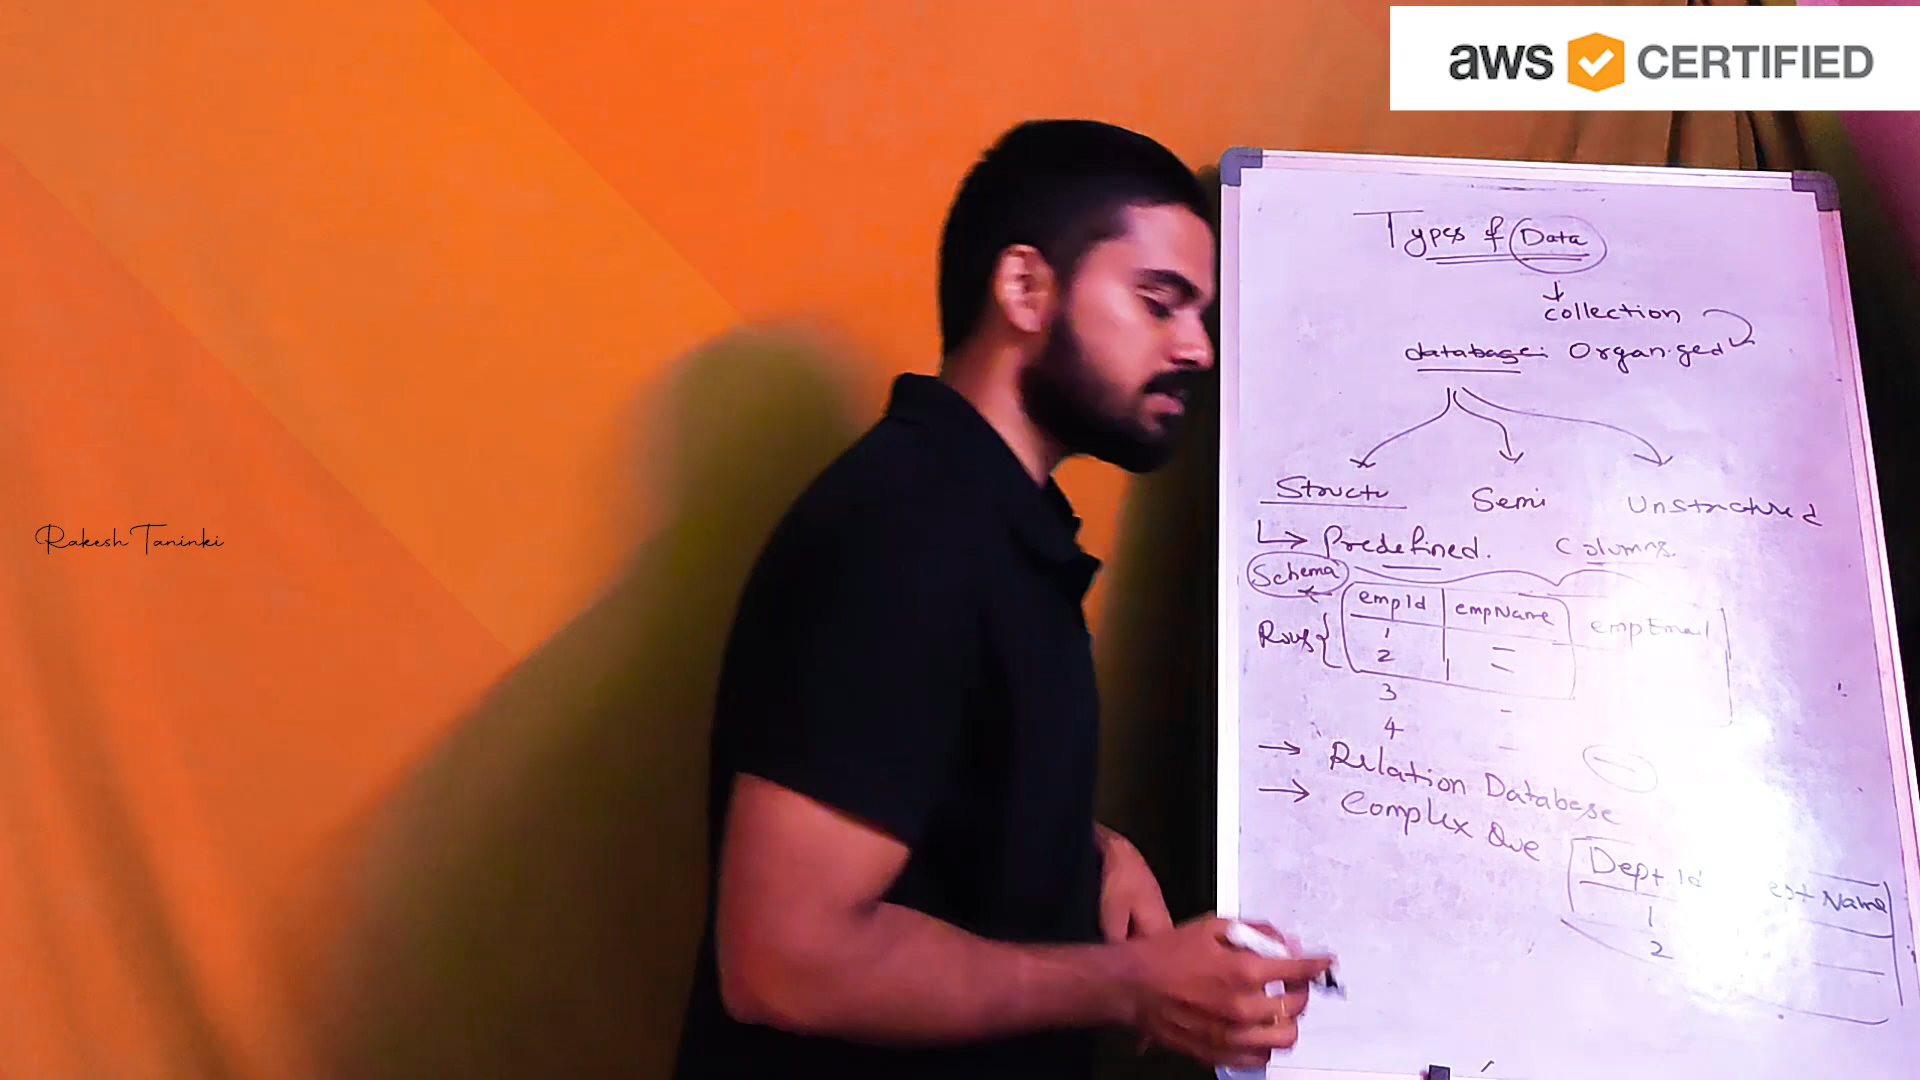 aws CERTIFIED
Types of Data
collection
database: Organized
Structu Semi Unstructured
Predefined. Columns.
Schema
empId empName empEmail
Rows
1
2
3
4
Relation Database
Complex Que
Dept Id
Name
1
2
Rakesh Taninki